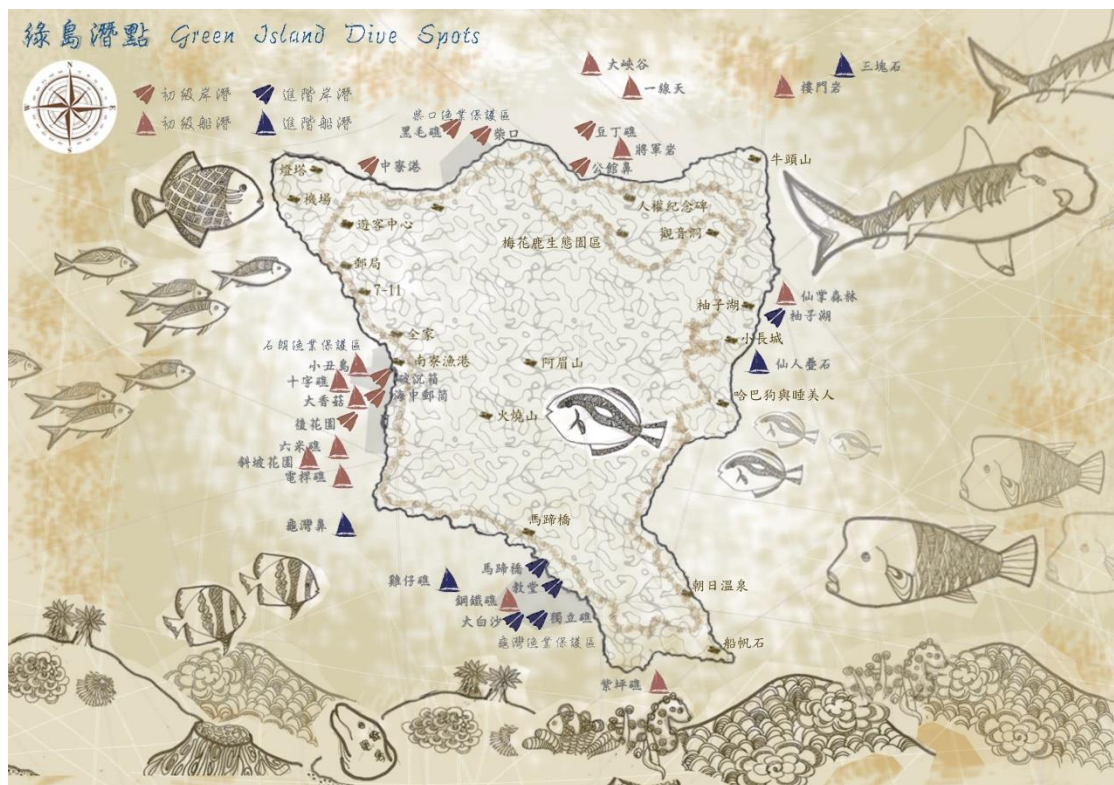 綠島潛點 Green Island Dive Spots
N
W
E
S
初級岸潛
進階岸潛
初級船潛
進階船潛
大峽谷
一線天
三塊石
樓門岩
柴口漁業保護區
黑毛礁
柴口
豆丁礁
將軍岩
中寮港
公館鼻
牛頭山
燈塔
機場
人權紀念碑
遊客中心
梅花鹿生態園區
觀音洞
郵局
7-11
仙掌森林
柚子湖
柚子湖
全家
小長城
石朗漁業保護區
小丑島
南寮漁港
阿眉山
仙人疊石
十字礁
破沉箱
大香菇
海中郵筒
哈巴狗與睡美人
後花園
火燒山
六米礁
斜坡花園
電桿礁
龜灣鼻
馬蹄橋
馬蹄橋
雞仔礁
教堂
鋼鐵礁
朝日溫泉
大白沙
獨立礁
龜灣漁業保護區
船帆石
紫坪礁